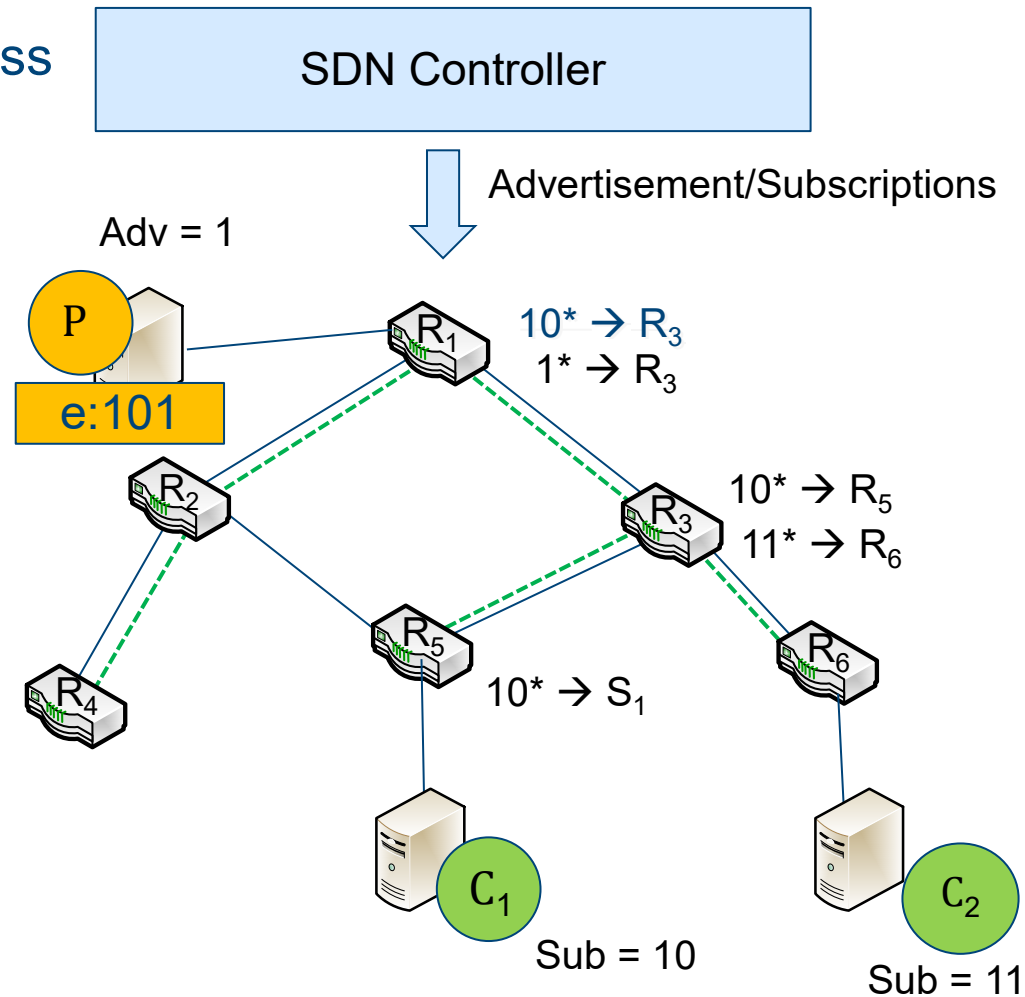 ss
SDN Controller
Advertisement/Subscriptions
Adv = 1
P
e:101
R₁
10* → R₃
1* → R₃
R₂
R₃
10* → R₅
11* → R₆
R₄
R₅
10* → S₁
R₆
C₁
Sub = 10
C₂
Sub = 11